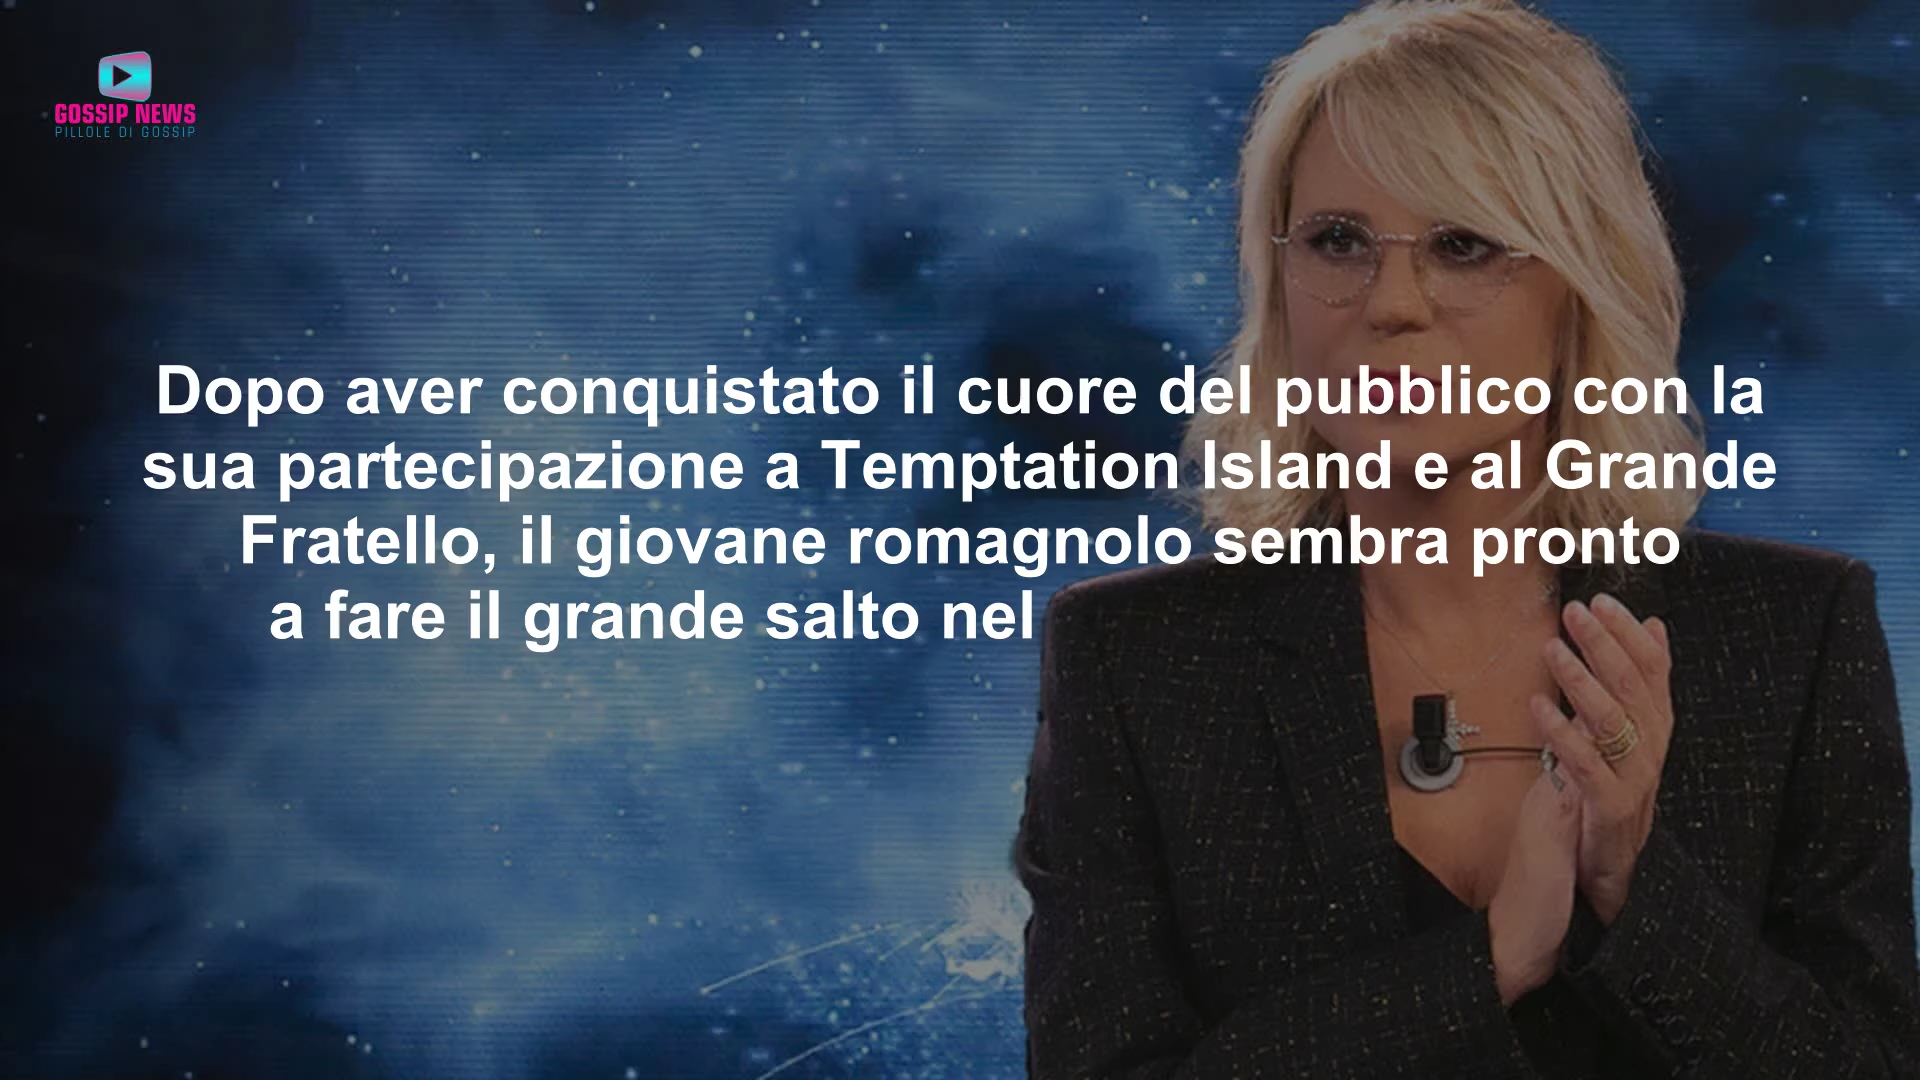 GOSSIP NEWS
PILLOLE DI GOSSIP
Dopo aver conquistato il cuore del pubblico con la
sua partecipazione a Temptation Island e al Grande
Fratello, il giovane romagnolo sembra pronto
a fare il grande salto nel